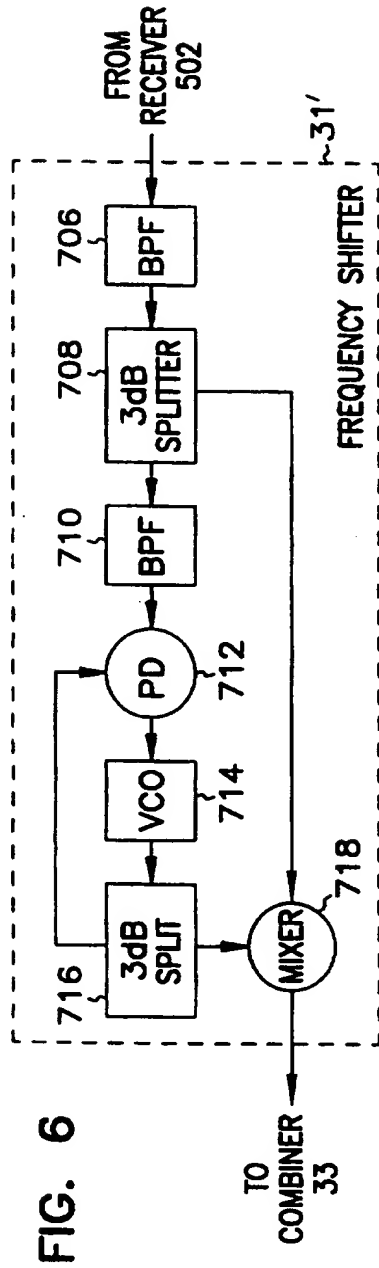 FIG. 6
FROM
RECEIVER
502
31'
706
BPF
708
3dB
SPLITTER
710
BPF
PD
712
VCO
714
716
3dB
SPLIT
MIXER
718
FREQUENCY SHIFTER
TO
COMBINER
33